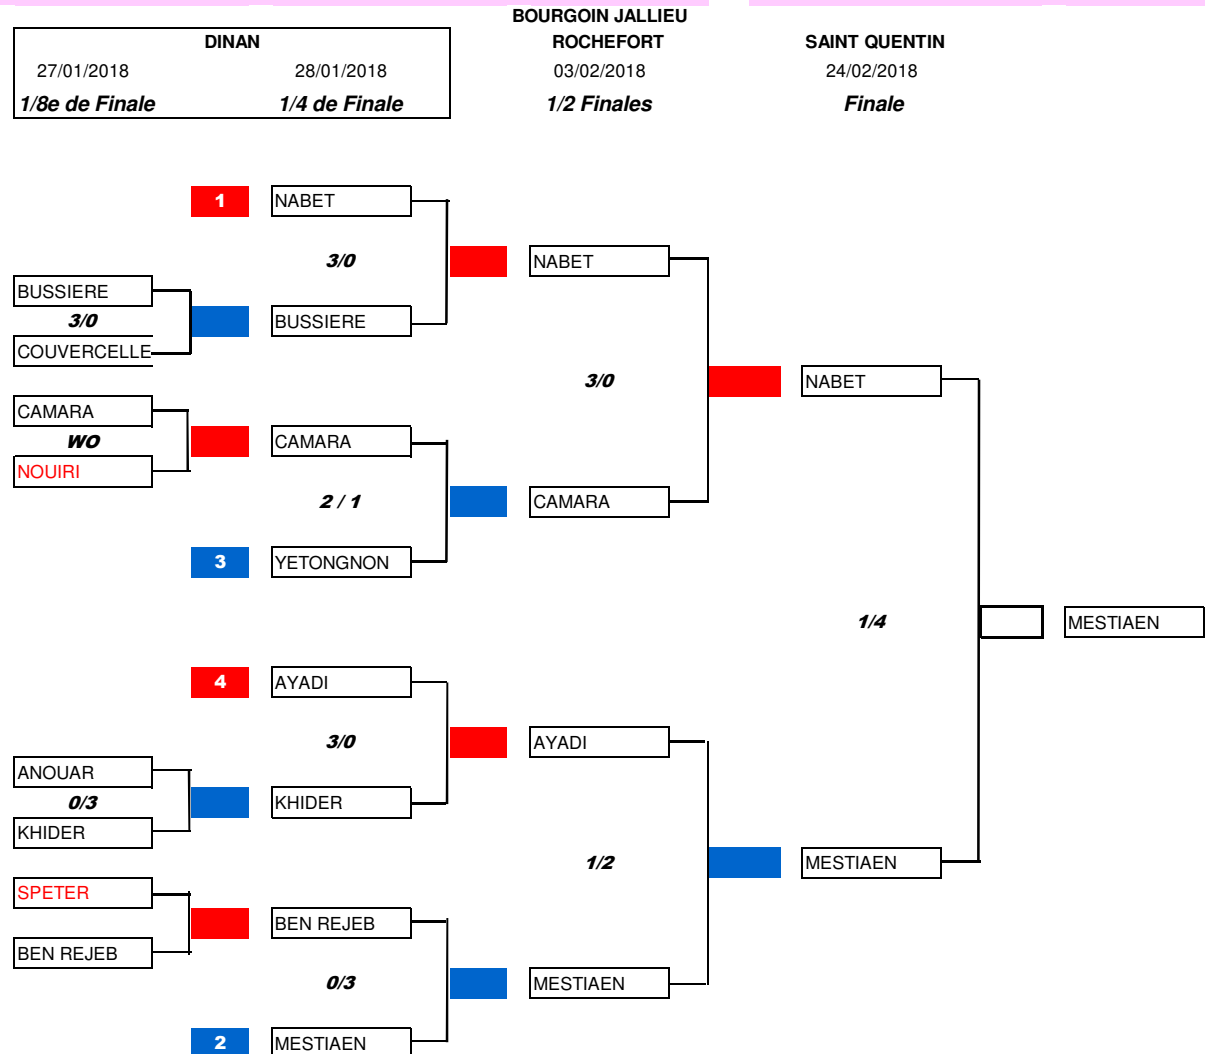 BOURGOIN JALLIEU
DINAN ROCHEFORT SAINT QUENTIN
27/01/2018 28/01/2018 03/02/2018 24/02/2018
1/8e de Finale 1/4 de Finale 1/2 Finales Finale
1 NABET
3/0 NABET
BUSSIERE
3/0 BUSSIERE
COUVERCELLE
3/0 NABET
CAMARA
WO CAMARA
NOUIRI
2 / 1 CAMARA
3 YETONGNON
1/4 MESTIAEN
4 AYADI
3/0 AYADI
ANOUAR
0/3 KHIDER
KHIDER
1/2 MESTIAEN
SPETER
BEN REJEB
BEN REJEB
0/3 MESTIAEN
2 MESTIAEN